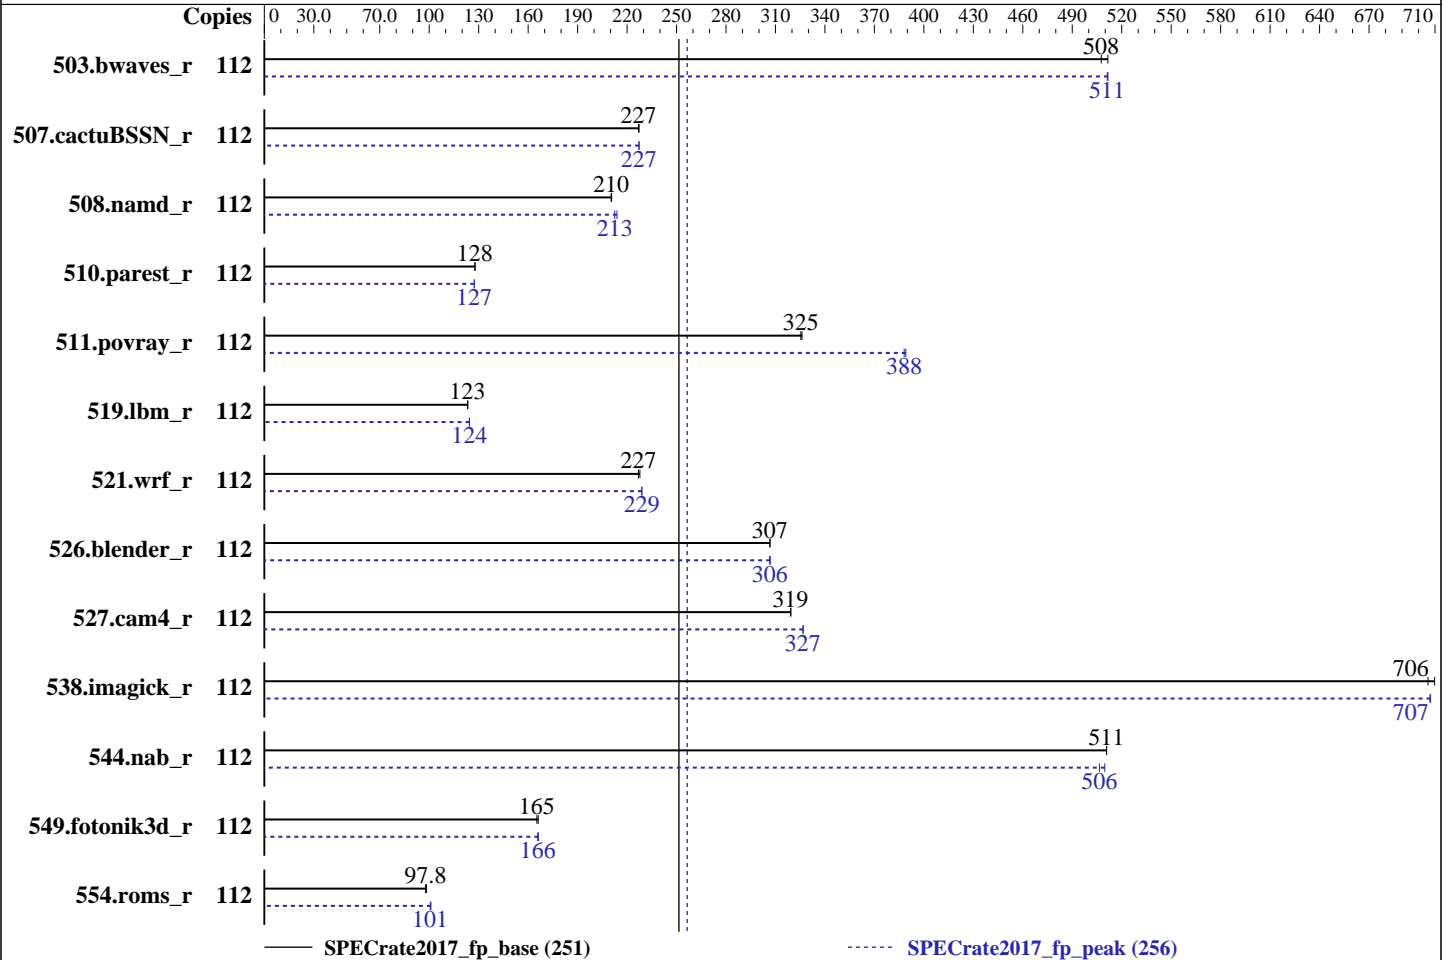 Copies 0 30.0 70.0 100 130 160 190 220 250 280 310 340 370 400 430 460 490 520 550 580 610 640 670 710
508
503.bwaves_r 112
511
227
507.cactuBSSN_r 112
227
210
508.namd_r 112
213
128
510.parest_r 112
127
325
511.povray_r 112
388
123
519.lbm_r 112
124
227
521.wrf_r 112
229
307
526.blender_r 112
306
319
527.cam4_r 112
327
706
538.imagick_r 112
707
511
544.nab_r 112
506
165
549.fotonik3d_r 112
166
97.8
554.roms_r 112
101
SPECrate2017_fp_base (251) SPECrate2017_fp_peak (256)